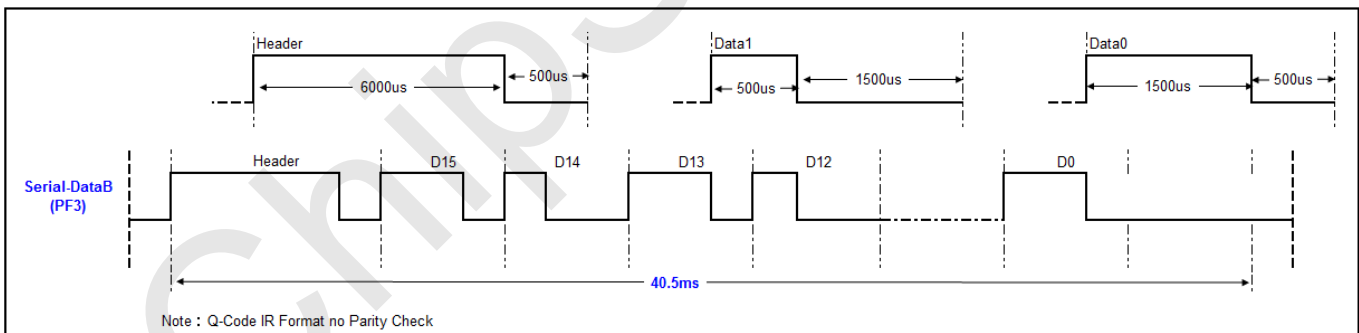 Header
Data1
Data0
500us
6000us
500us
1500us
1500us
500us
Header
D15
D14
D13
D12
D0
Serial-DataB
(PF3)
40.5ms
Note : Q-Code IR Format no Parity Check